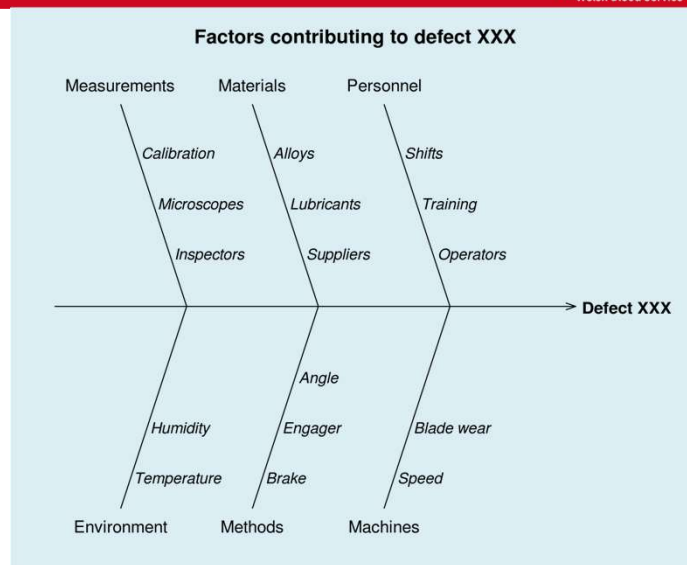 Factors contributing to defect XXX
Measurements Materials Personnel
Calibration Alloys Shifts
Microscopes Lubricants Training
Inspectors Suppliers Operators
Defect XXX
Angle
Humidity Engager Blade wear
Temperature Brake Speed
Environment Methods Machines